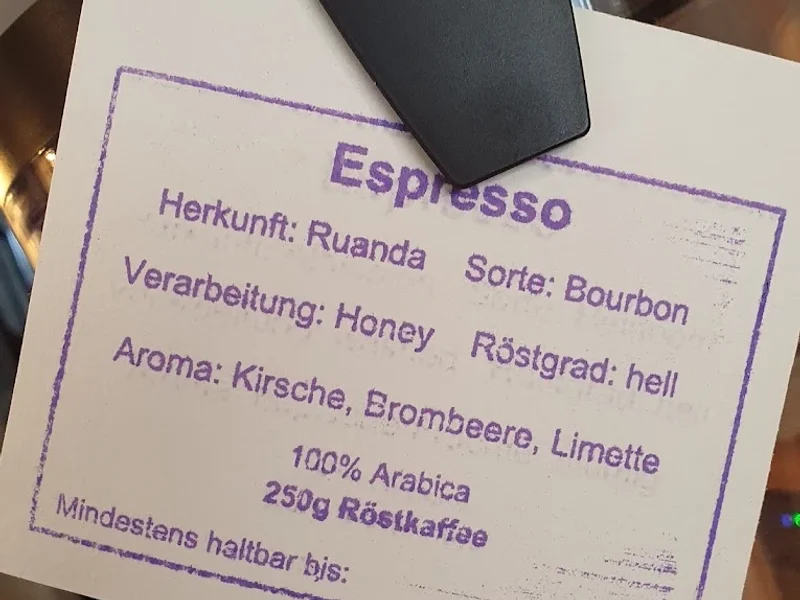 Espresso
Herkunft: Ruanda Sorte: Bourbon
Verarbeitung: Honey Röstgrad: hell
Aroma: Kirsche, Brombeere, Limette
100% Arabica
250g Röstkaffee
Mindestens haltbar bis: